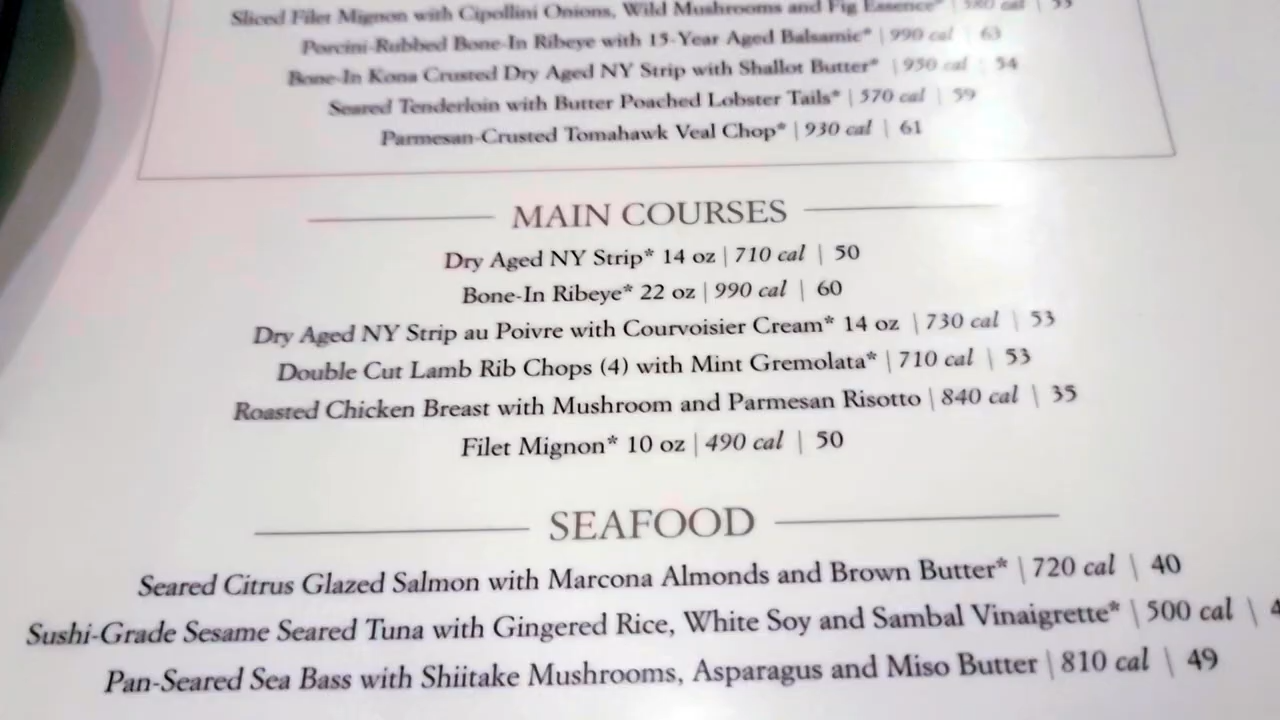 Sliced Filet Mignon with Cipollini Onions, Wild Mushrooms and Fig Essence* | 380 cal | 55
Porcini-Rubbed Bone-In Ribeye with 15-Year Aged Balsamic* | 990 cal | 63
Bone-In Kona Crusted Dry Aged NY Strip with Shallot Butter* | 950 cal | 54
Seared Tenderloin with Butter Poached Lobster Tails* | 570 cal | 59
Parmesan-Crusted Tomahawk Veal Chop* | 930 cal | 61
MAIN COURSES
Dry Aged NY Strip* 14 oz | 710 cal | 50
Bone-In Ribeye* 22 oz | 990 cal | 60
Dry Aged NY Strip au Poivre with Courvoisier Cream* 14 oz | 730 cal | 53
Double Cut Lamb Rib Chops (4) with Mint Gremolata* | 710 cal | 53
Roasted Chicken Breast with Mushroom and Parmesan Risotto | 840 cal | 35
Filet Mignon* 10 oz | 490 cal | 50
SEAFOOD
Seared Citrus Glazed Salmon with Marcona Almonds and Brown Butter* | 720 cal | 40
Sushi-Grade Sesame Seared Tuna with Gingered Rice, White Soy and Sambal Vinaigrette* | 500 cal |
Pan-Seared Sea Bass with Shiitake Mushrooms, Asparagus and Miso Butter | 810 cal | 49